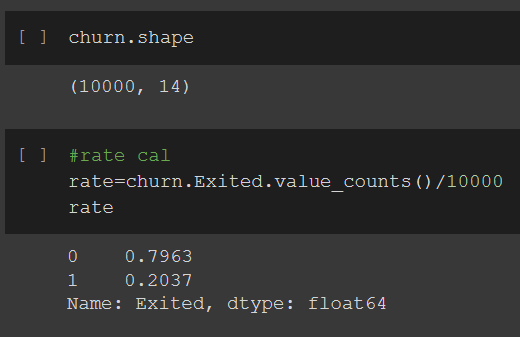 [ ] churn.shape
(10000, 14)
[ ] #rate cal
rate=churn.Exited.value_counts()/10000
rate
0    0.7963
1    0.2037
Name: Exited, dtype: float64